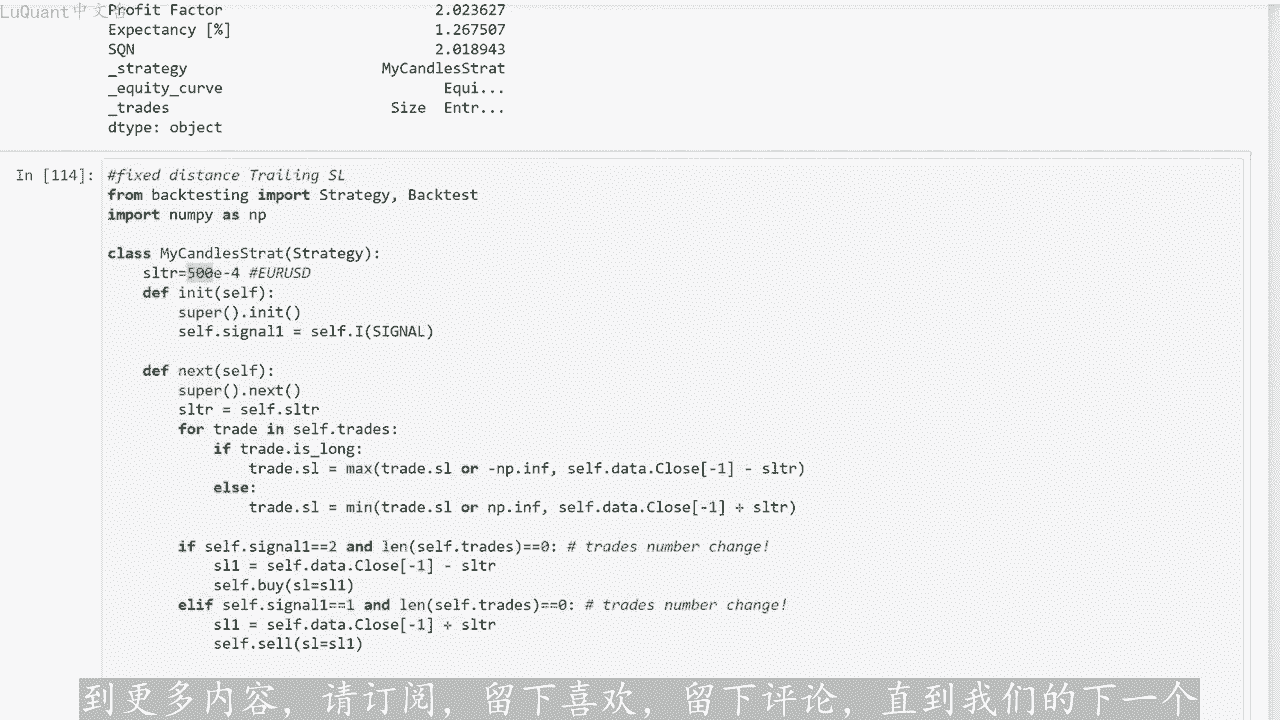 LuQuant中文台
Profit Factor 2.023627
Expectancy [%] 1.267507
SQN 2.018943
_strategy MyCandlesStrat
_equity_curve Equi...
_trades Size Entr...
dtype: object
In [114]: #fixed distance Trailing SL
from backtesting import Strategy, Backtest
import numpy as np
class MyCandlesStrat(Strategy):
sltr=500e-4 #EURUSD
def init(self):
super().init()
self.signal1 = self.I(SIGNAL)
def next(self):
super().next()
sltr = self.sltr
for trade in self.trades:
if trade.is_long:
trade.sl = max(trade.sl or -np.inf, self.data.Close[-1] - sltr)
else:
trade.sl = min(trade.sl or np.inf, self.data.Close[-1] + sltr)
if self.signal1==2 and len(self.trades)==0: # trades number change!
sl1 = self.data.Close[-1] - sltr
self.buy(sl=sl1)
elif self.signal1==1 and len(self.trades)==0: # trades number change!
sl1 = self.data.Close[-1] + sltr
self.sell(sl=sl1)
到更多内容，请订阅，留下喜欢，留下评论，直到我们的下一个